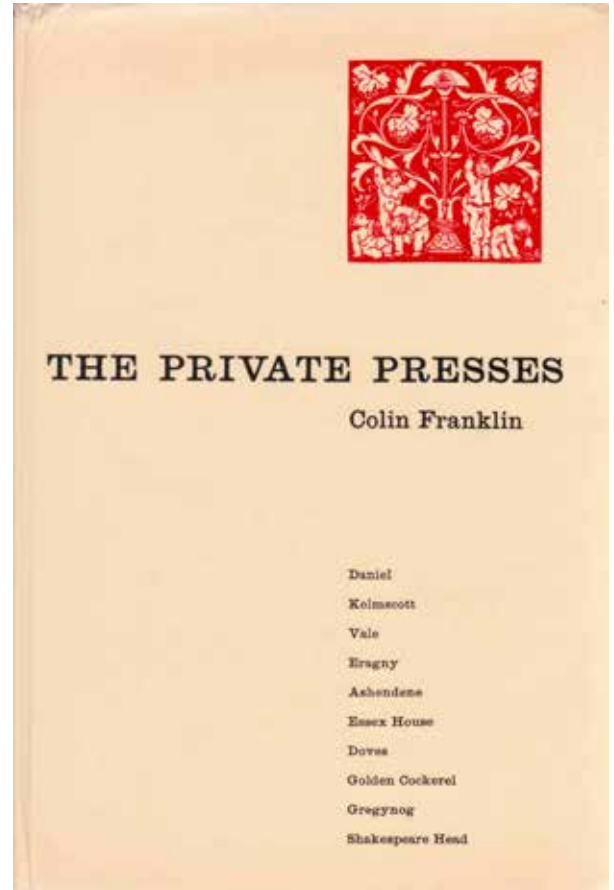 THE PRIVATE PRESSES
Colin Franklin
Daniel
Kelmscott
Vale
Eragny
Ashendene
Essex House
Doves
Golden Cockerel
Gregynog
Shakespeare Head